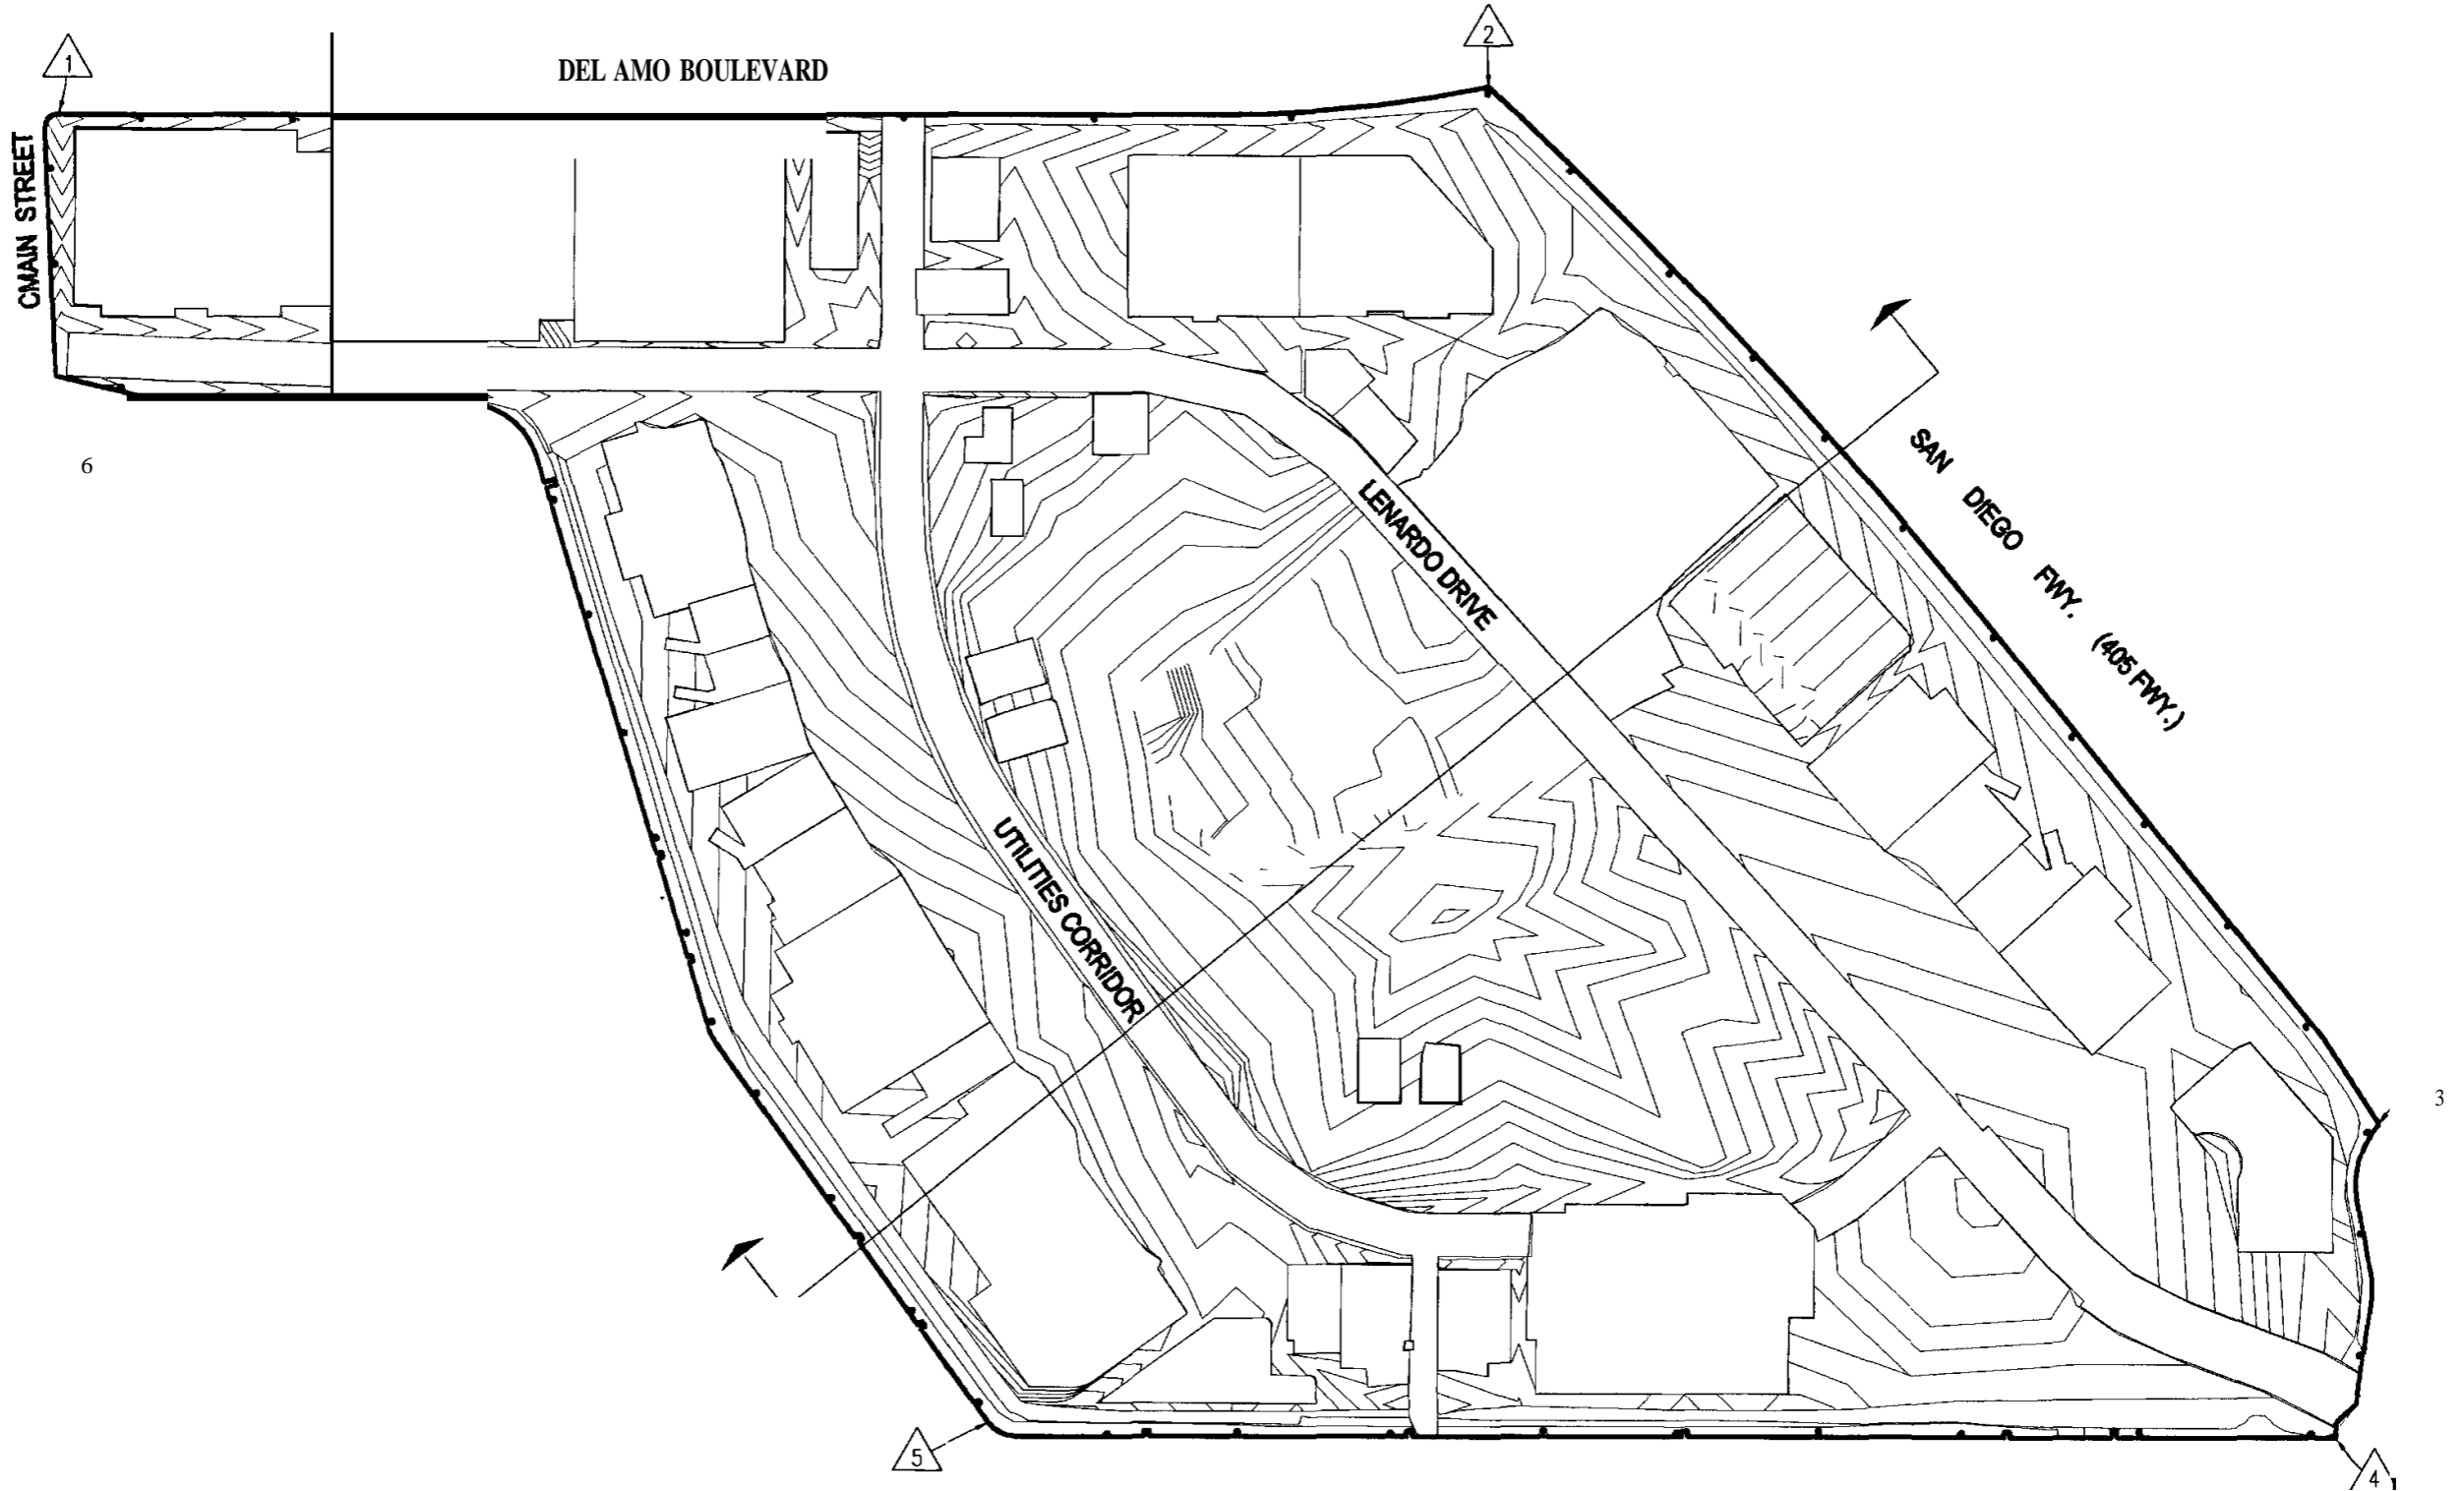 1
2
DEL AMO BOULEVARD
CMAIN STREET
6
SAN DIEGO FWY. (405 FWY.)
LENARDO DRIVE
UTILITIES CORRIDOR
3
5
4